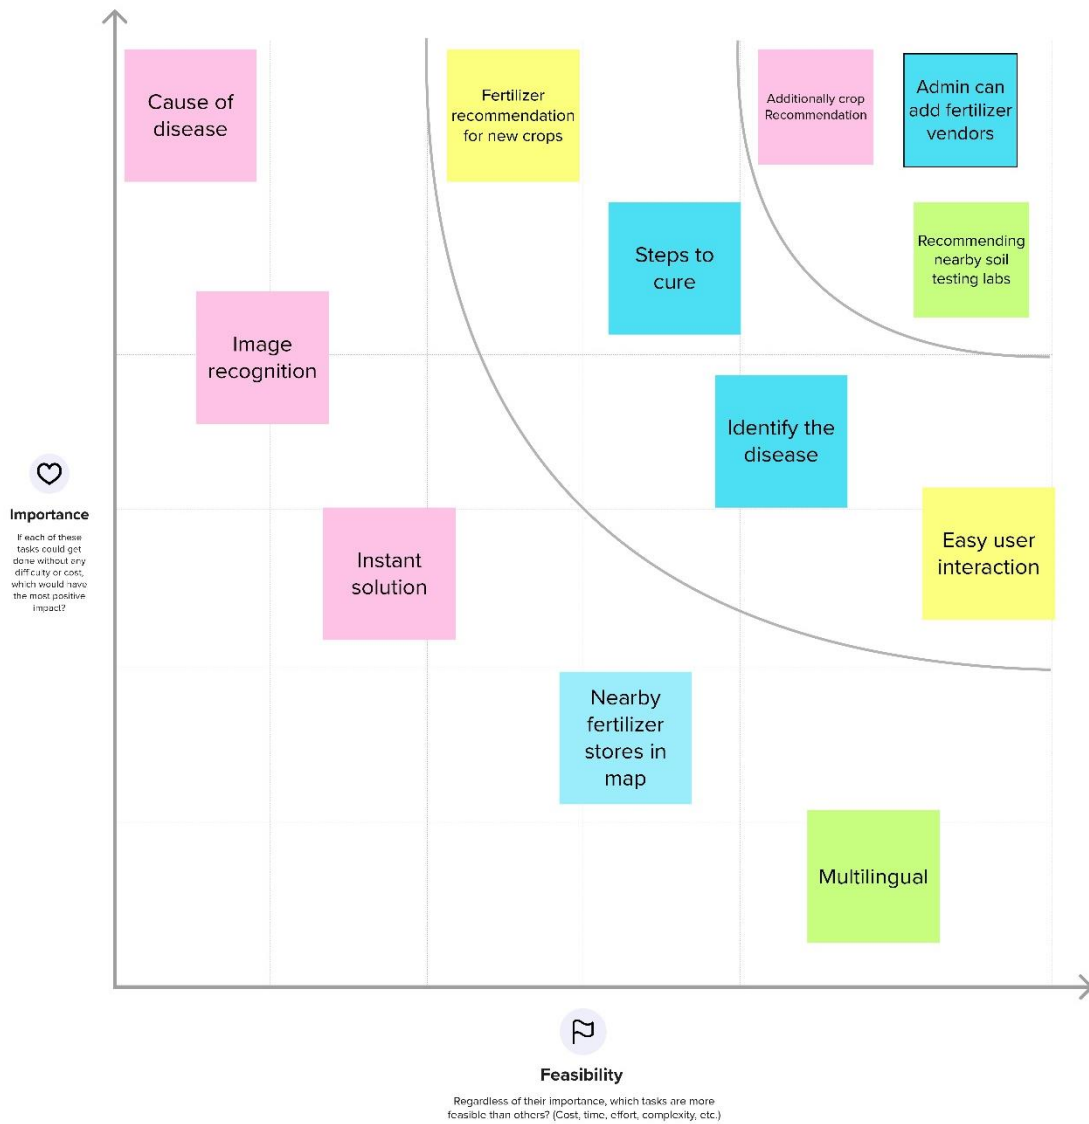 Cause of
disease
Fertilizer
recommendation
for new crops
Additionally crop
Recommendation
Admin can
add fertilizer
vendors
Steps to
cure
Recommending
nearby soil
testing labs
Image
recognition
Identify the
disease
Importance
If each of these
tasks could get
done without any
difficulty or cost,
which would have
the most positive
impact?
Instant
solution
Easy user
interaction
Nearby
fertilizer
stores in
map
Multilingual
Feasibility
Regardless of their importance, which tasks are more
feasible than others? (Cost, time, effort, complexity, etc.)